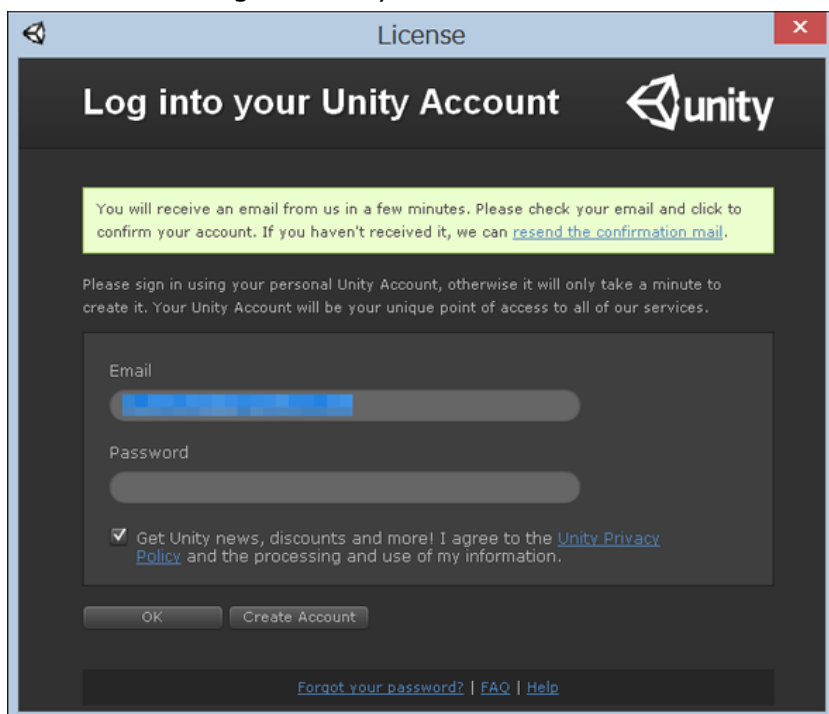 License
Log into your Unity Account
unity
You will receive an email from us in a few minutes. Please check your email and click to
confirm your account. If you haven't received it, we can resend the confirmation mail.
Please sign in using your personal Unity Account, otherwise it will only take a minute to
create it. Your Unity Account will be your unique point of access to all of our services.
Email
Password
Get Unity news, discounts and more! I agree to the Unity Privacy
Policy and the processing and use of my information.
OK Create Account
Forgot your password? | FAQ | Help